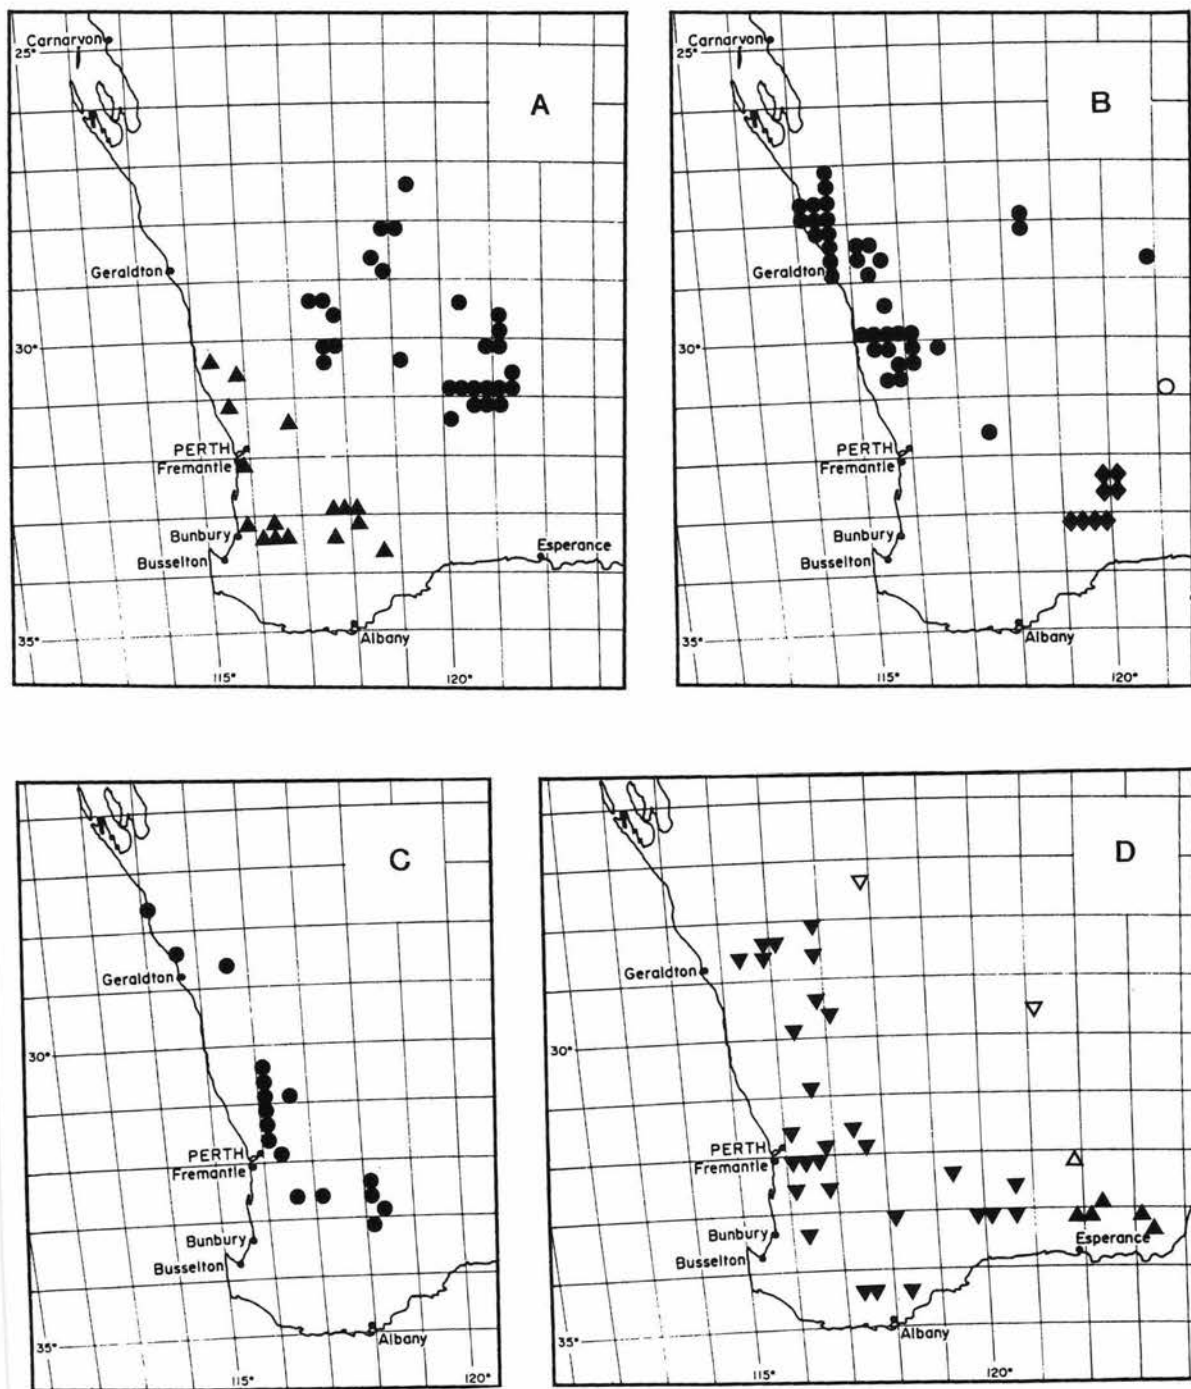 A
Carnarvon
25°
Geraldton
30°
PERTH
Fremantle
Bunbury
Busselton
Esperance
Albany
35°
115°
120°
B
Carnarvon
25°
Geraldton
30°
PERTH
Fremantle
Bunbury
Busselton
Albany
35°
115°
120°
C
Geraldton
30°
PERTH
Fremantle
Bunbury
Busselton
Albany
35°
115°
120°
D
Geraldton
30°
PERTH
Fremantle
Bunbury
Busselton
Esperance
Albany
35°
115°
120°